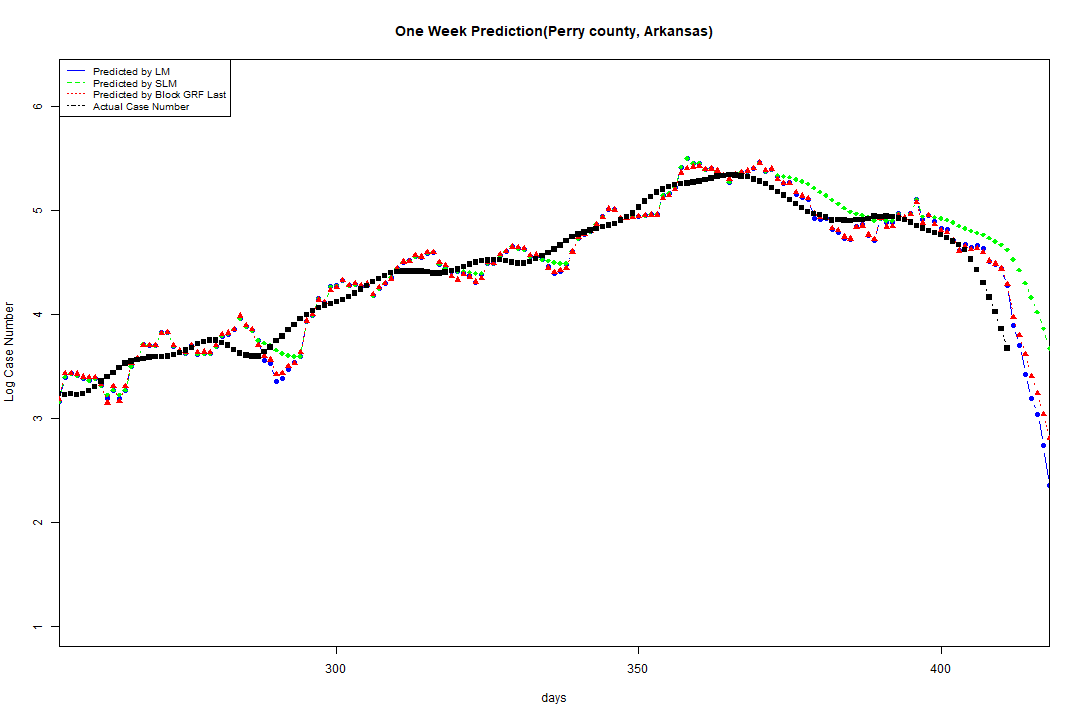 One Week Prediction(Perry county, Arkansas)
Predicted by LM
Predicted by SLM
Predicted by Block GRF Last
Actual Case Number
6
5
4
3
2
1
Log Case Number
300 350 400
days